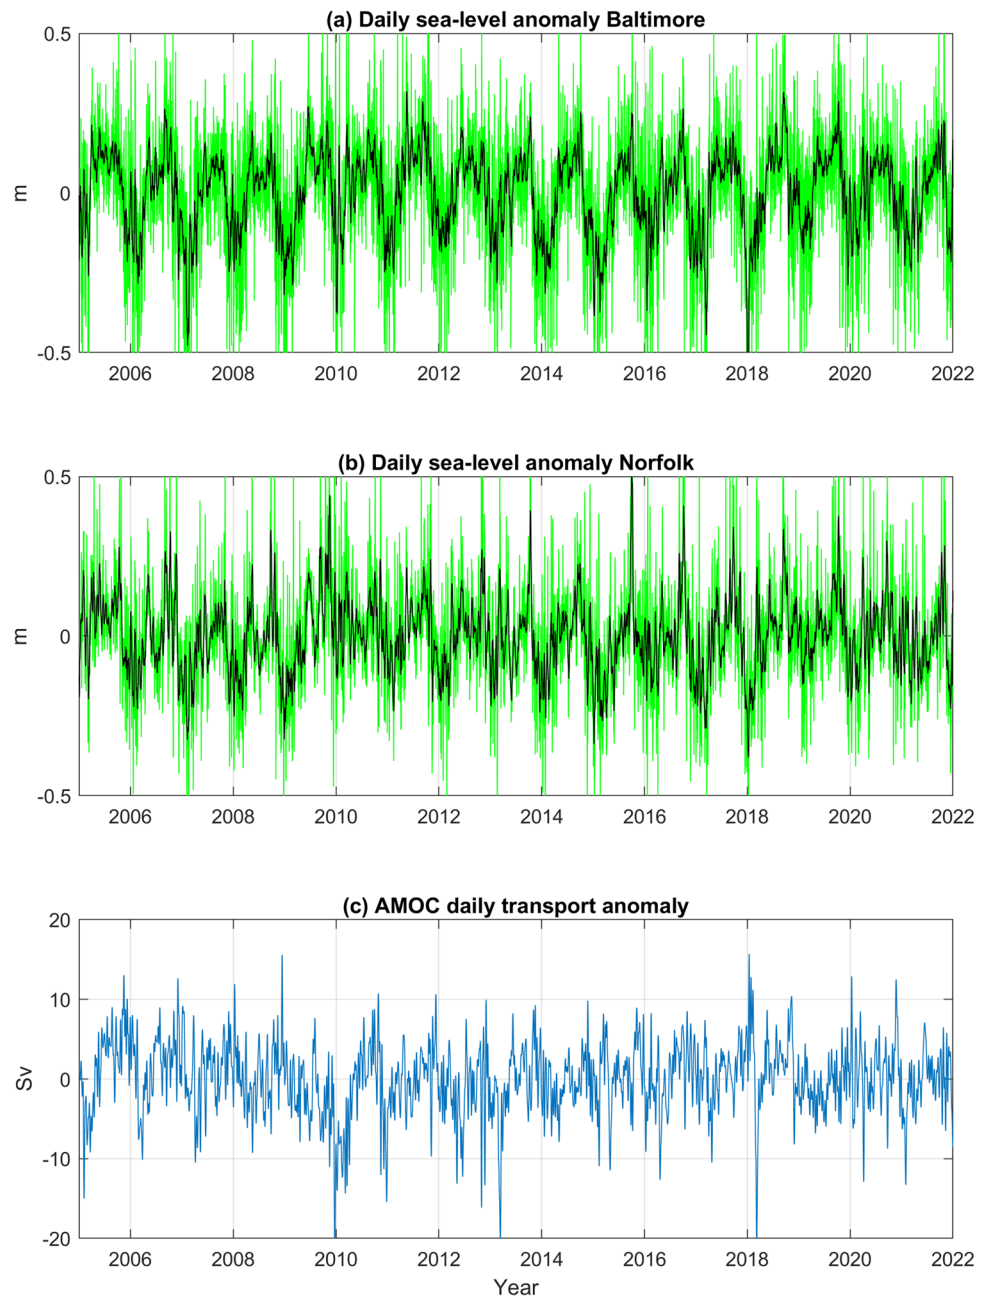 (a) Daily sea-level anomaly Baltimore
0.5
0
-0.5
m
2006 2008 2010 2012 2014 2016 2018 2020 2022
(b) Daily sea-level anomaly Norfolk
0.5
0
-0.5
m
2006 2008 2010 2012 2014 2016 2018 2020 2022
(c) AMOC daily transport anomaly
20
10
0
-10
-20
Sv
2006 2008 2010 2012 2014 2016 2018 2020 2022
Year